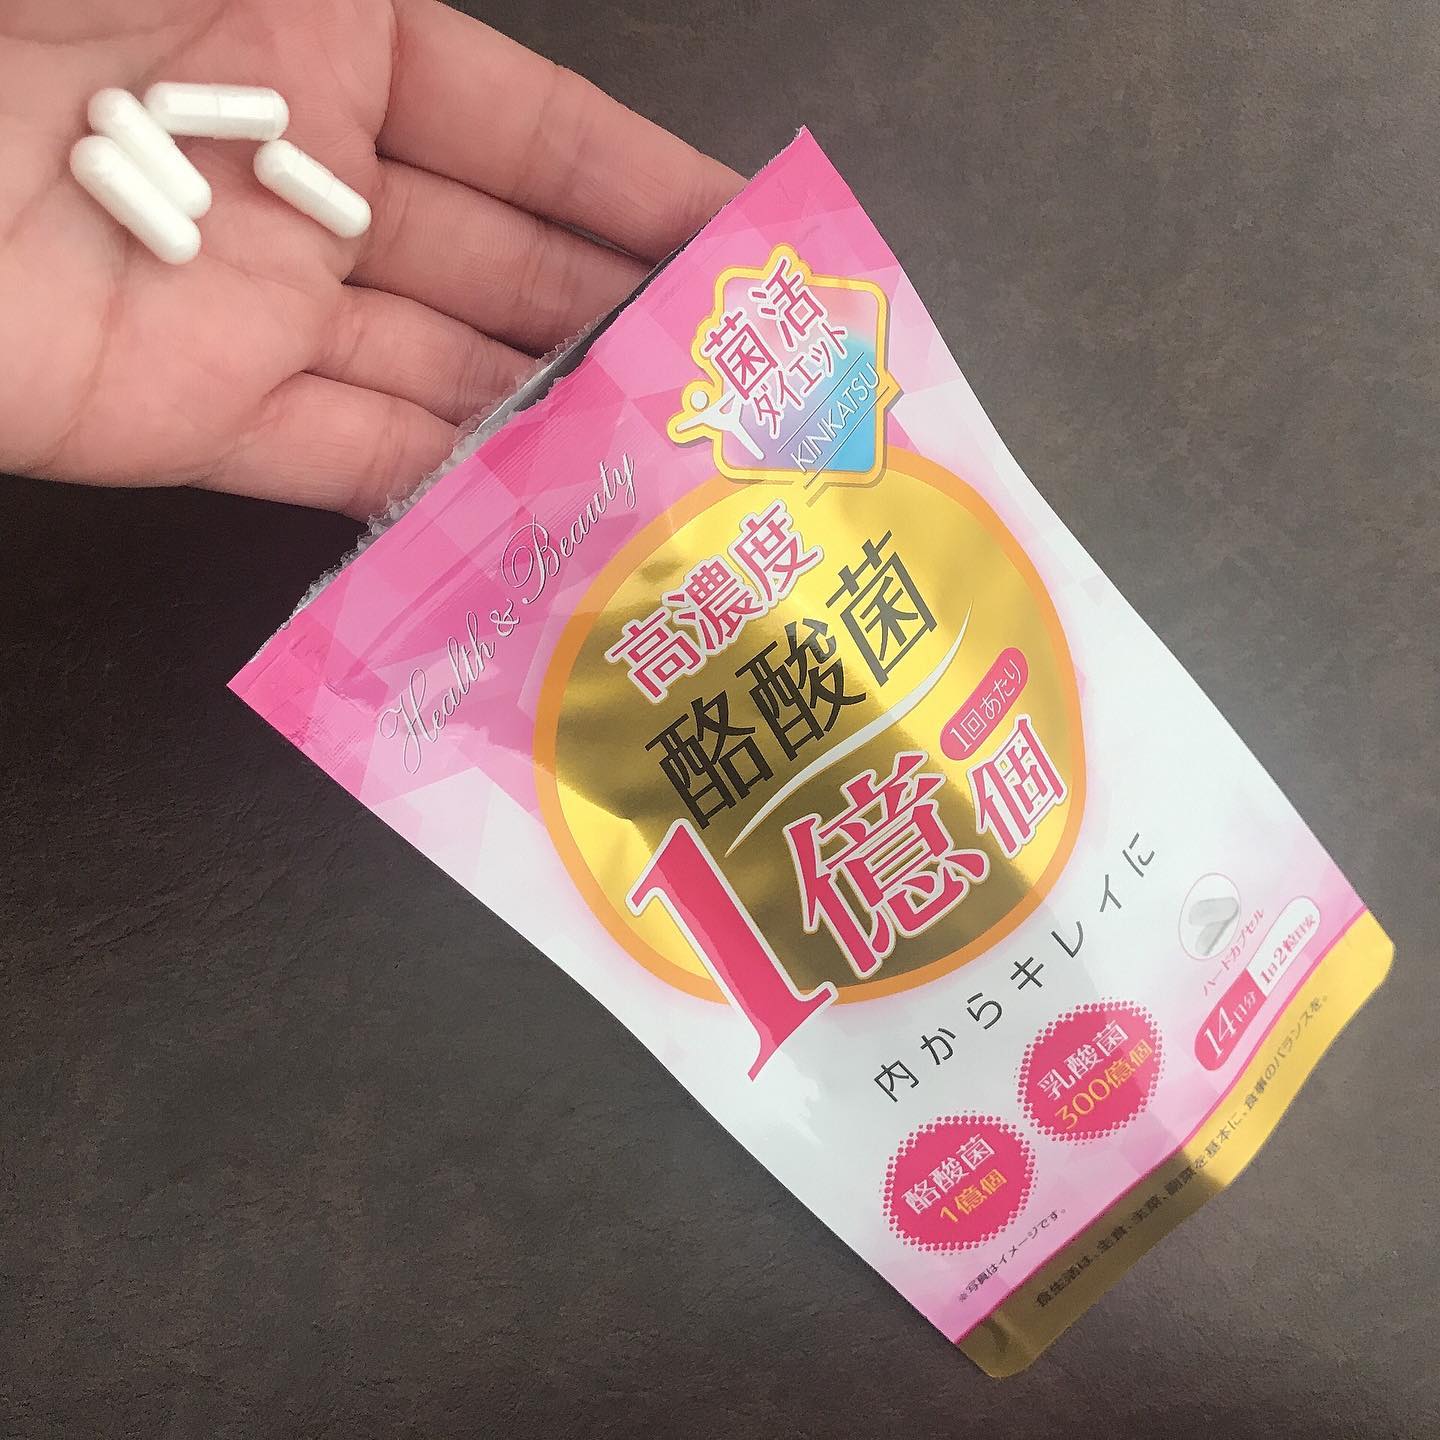 菌活
ダイエット
KINKATSU
Health & Beauty
高濃度
酪酸菌
1回あたり
1億個
内からキレイに
ハードカプセル
14日分 1日2粒目安
乳酸菌
300億個
酪酸菌
1億個
※写真はイメージです。
食生活は、主食、主菜、副菜を基本に、食事のバランスを。